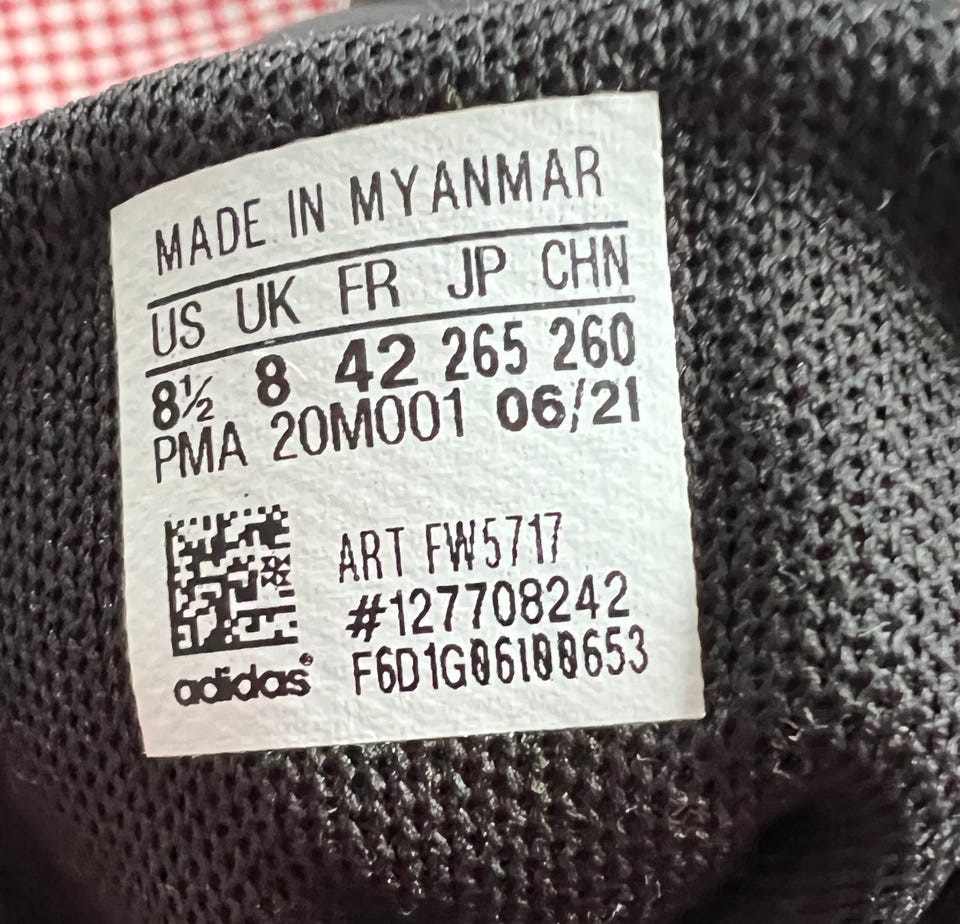 MADE IN MYANMAR
US UK FR JP CHN
8½ 8 42 265 260
PMA 20M001 06/21
ART FW5717
#127708242
F6D1G06I00653
adidas®